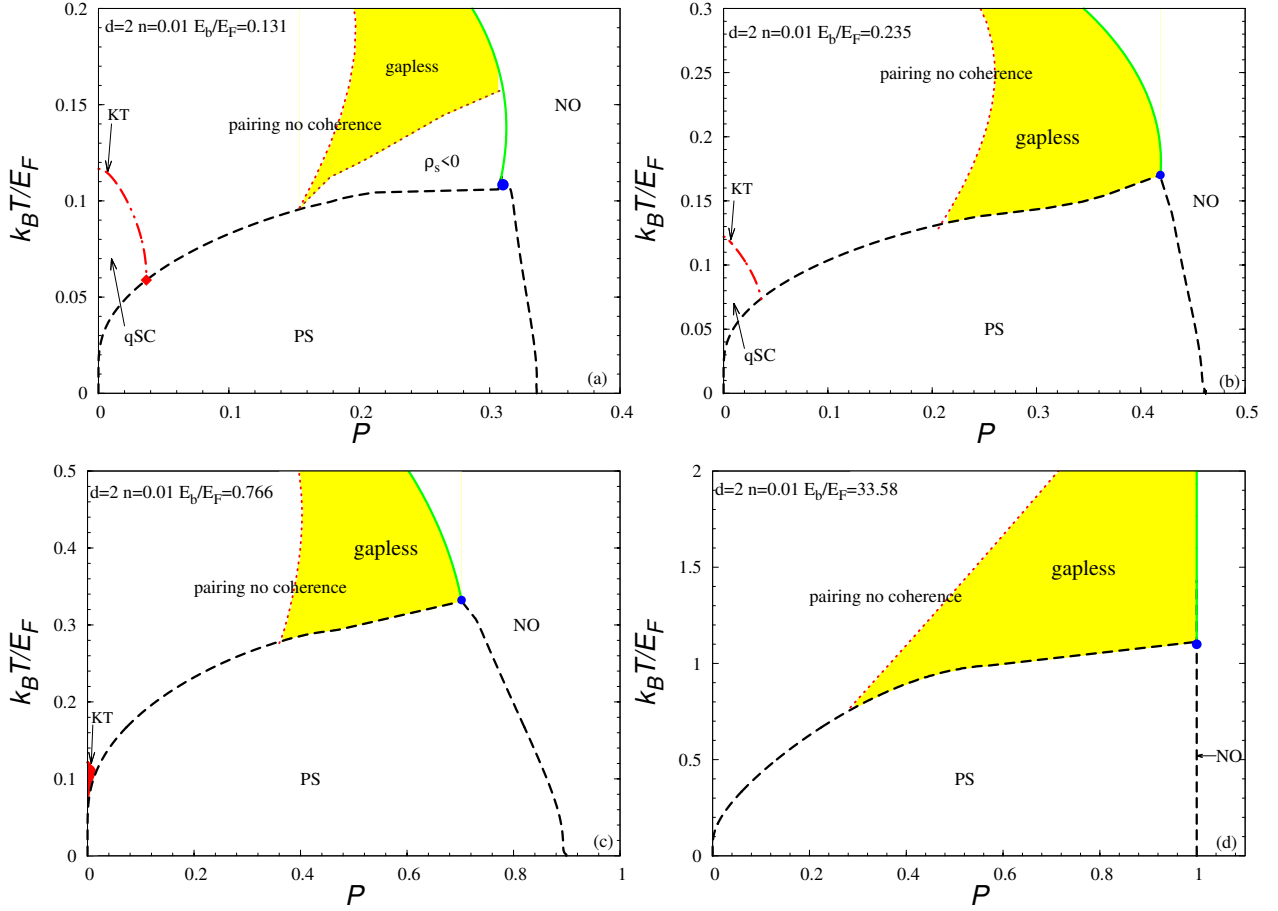 d=2 n=0.01 E_b/E_F=0.131
k_BT/E_F
0.2
0.15
0.1
0.05
0
KT
gapless
NO
pairing no coherence
ρ_s<0
qSC
PS
(a)
0
0.1
0.2
0.3
0.4
P
d=2 n=0.01 E_b/E_F=0.235
k_BT/E_F
0.3
0.25
0.2
0.15
0.1
0.05
0
pairing no coherence
gapless
KT
NO
PS
qSC
(b)
0
0.1
0.2
0.3
0.4
0.5
P
d=2 n=0.01 E_b/E_F=0.766
k_BT/E_F
0.5
0.4
0.3
0.2
0.1
0
gapless
pairing no coherence
NO
KT
PS
(c)
0
0.2
0.4
0.6
0.8
1
P
d=2 n=0.01 E_b/E_F=33.58
k_BT/E_F
2
1.5
1
0.5
0
gapless
pairing no coherence
NO
PS
(d)
0
0.2
0.4
0.6
0.8
1
P